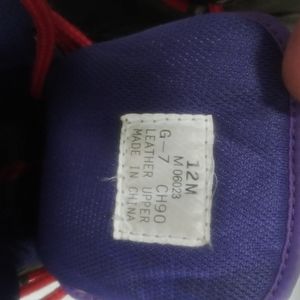 12M
M 06023
G-7 CH90
LEATHER UPPER
MADE IN CHINA